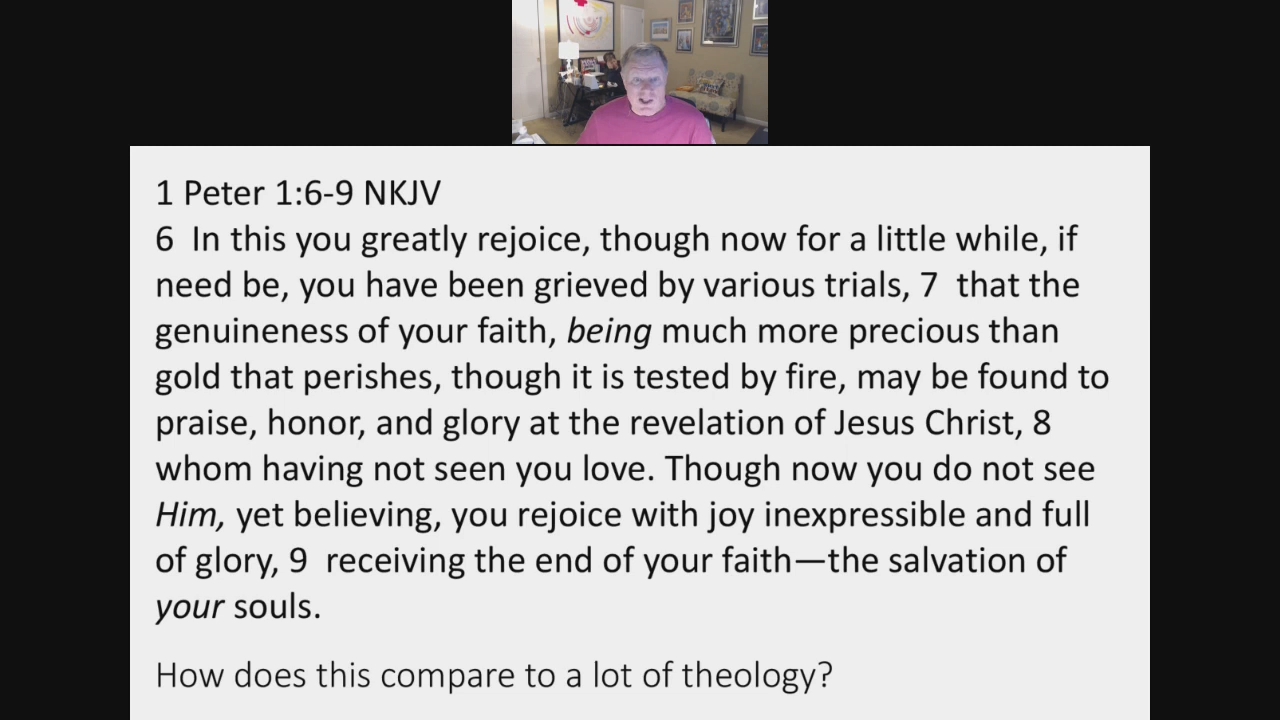 1 Peter 1:6-9 NKJV
6  In this you greatly rejoice, though now for a little while, if
need be, you have been grieved by various trials, 7  that the
genuineness of your faith, being much more precious than
gold that perishes, though it is tested by fire, may be found to
praise, honor, and glory at the revelation of Jesus Christ, 8
whom having not seen you love. Though now you do not see
Him, yet believing, you rejoice with joy inexpressible and full
of glory, 9  receiving the end of your faith—the salvation of
your souls.
How does this compare to a lot of theology?